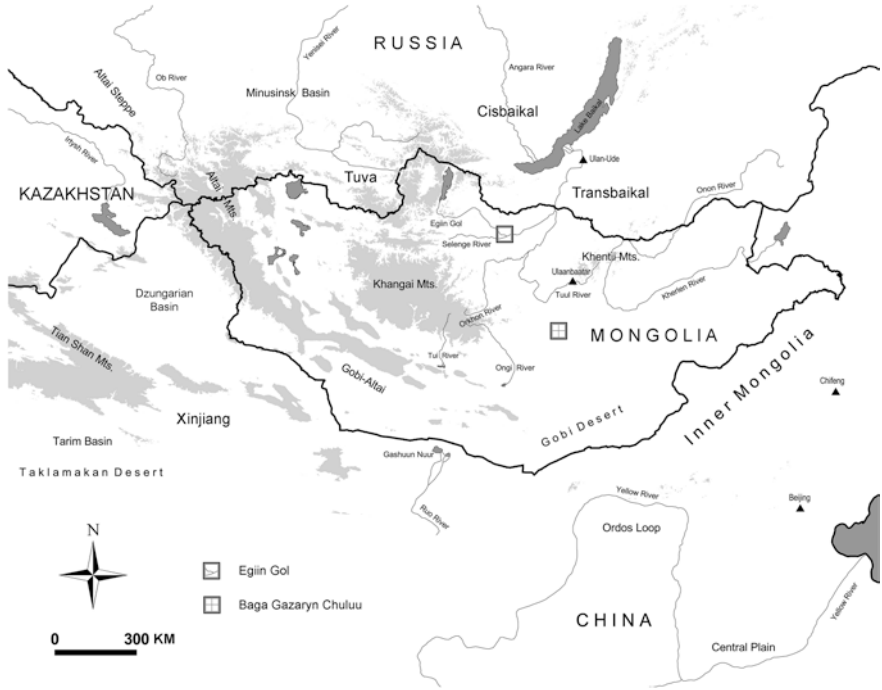 RUSSIA
Yenisei River
Ob River
Altai Steppe
Angara River
Minusinsk Basin
Cisbaikal
Lake Baikal
Irtysh River
Ulan-Ude
Tuva
Altai Mts.
KAZAKHSTAN
Transbaikal
Onon River
Egiin Gol
Selenge River
Khentii Mts.
Ulaanbaatar
Khangai Mts.
Tuul River
Kherlen River
Dzungarian
Basin
Orkhon River
MONGOLIA
Tian Shan Mts.
Tui River
Ongi River
Gobi-Altai
Inner Mongolia
Chifeng
Xinjiang
Gobi Desert
Tarim Basin
Gashuun Nuur
Taklamakan Desert
Ruo River
Yellow River
Beijing
Ordos Loop
N
Egiin Gol
Baga Gazaryn Chuluu
Yellow River
CHINA
0 300 KM
Central Plain